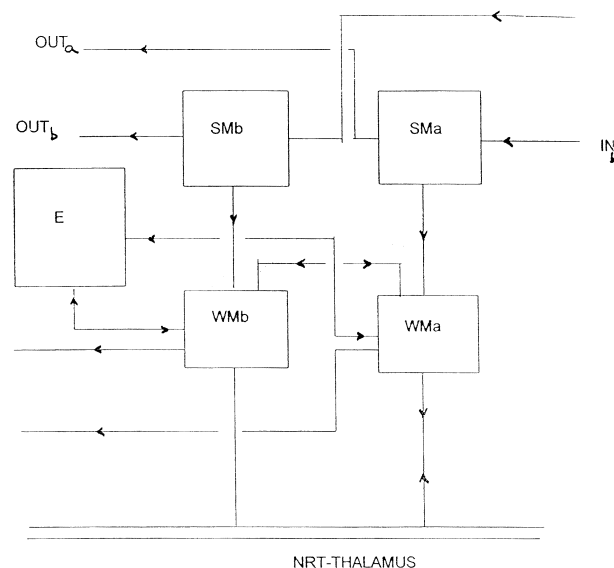 OUTa
SMb
SMa
OUTb
INb
E
WMb
WMa
NRT-THALAMUS